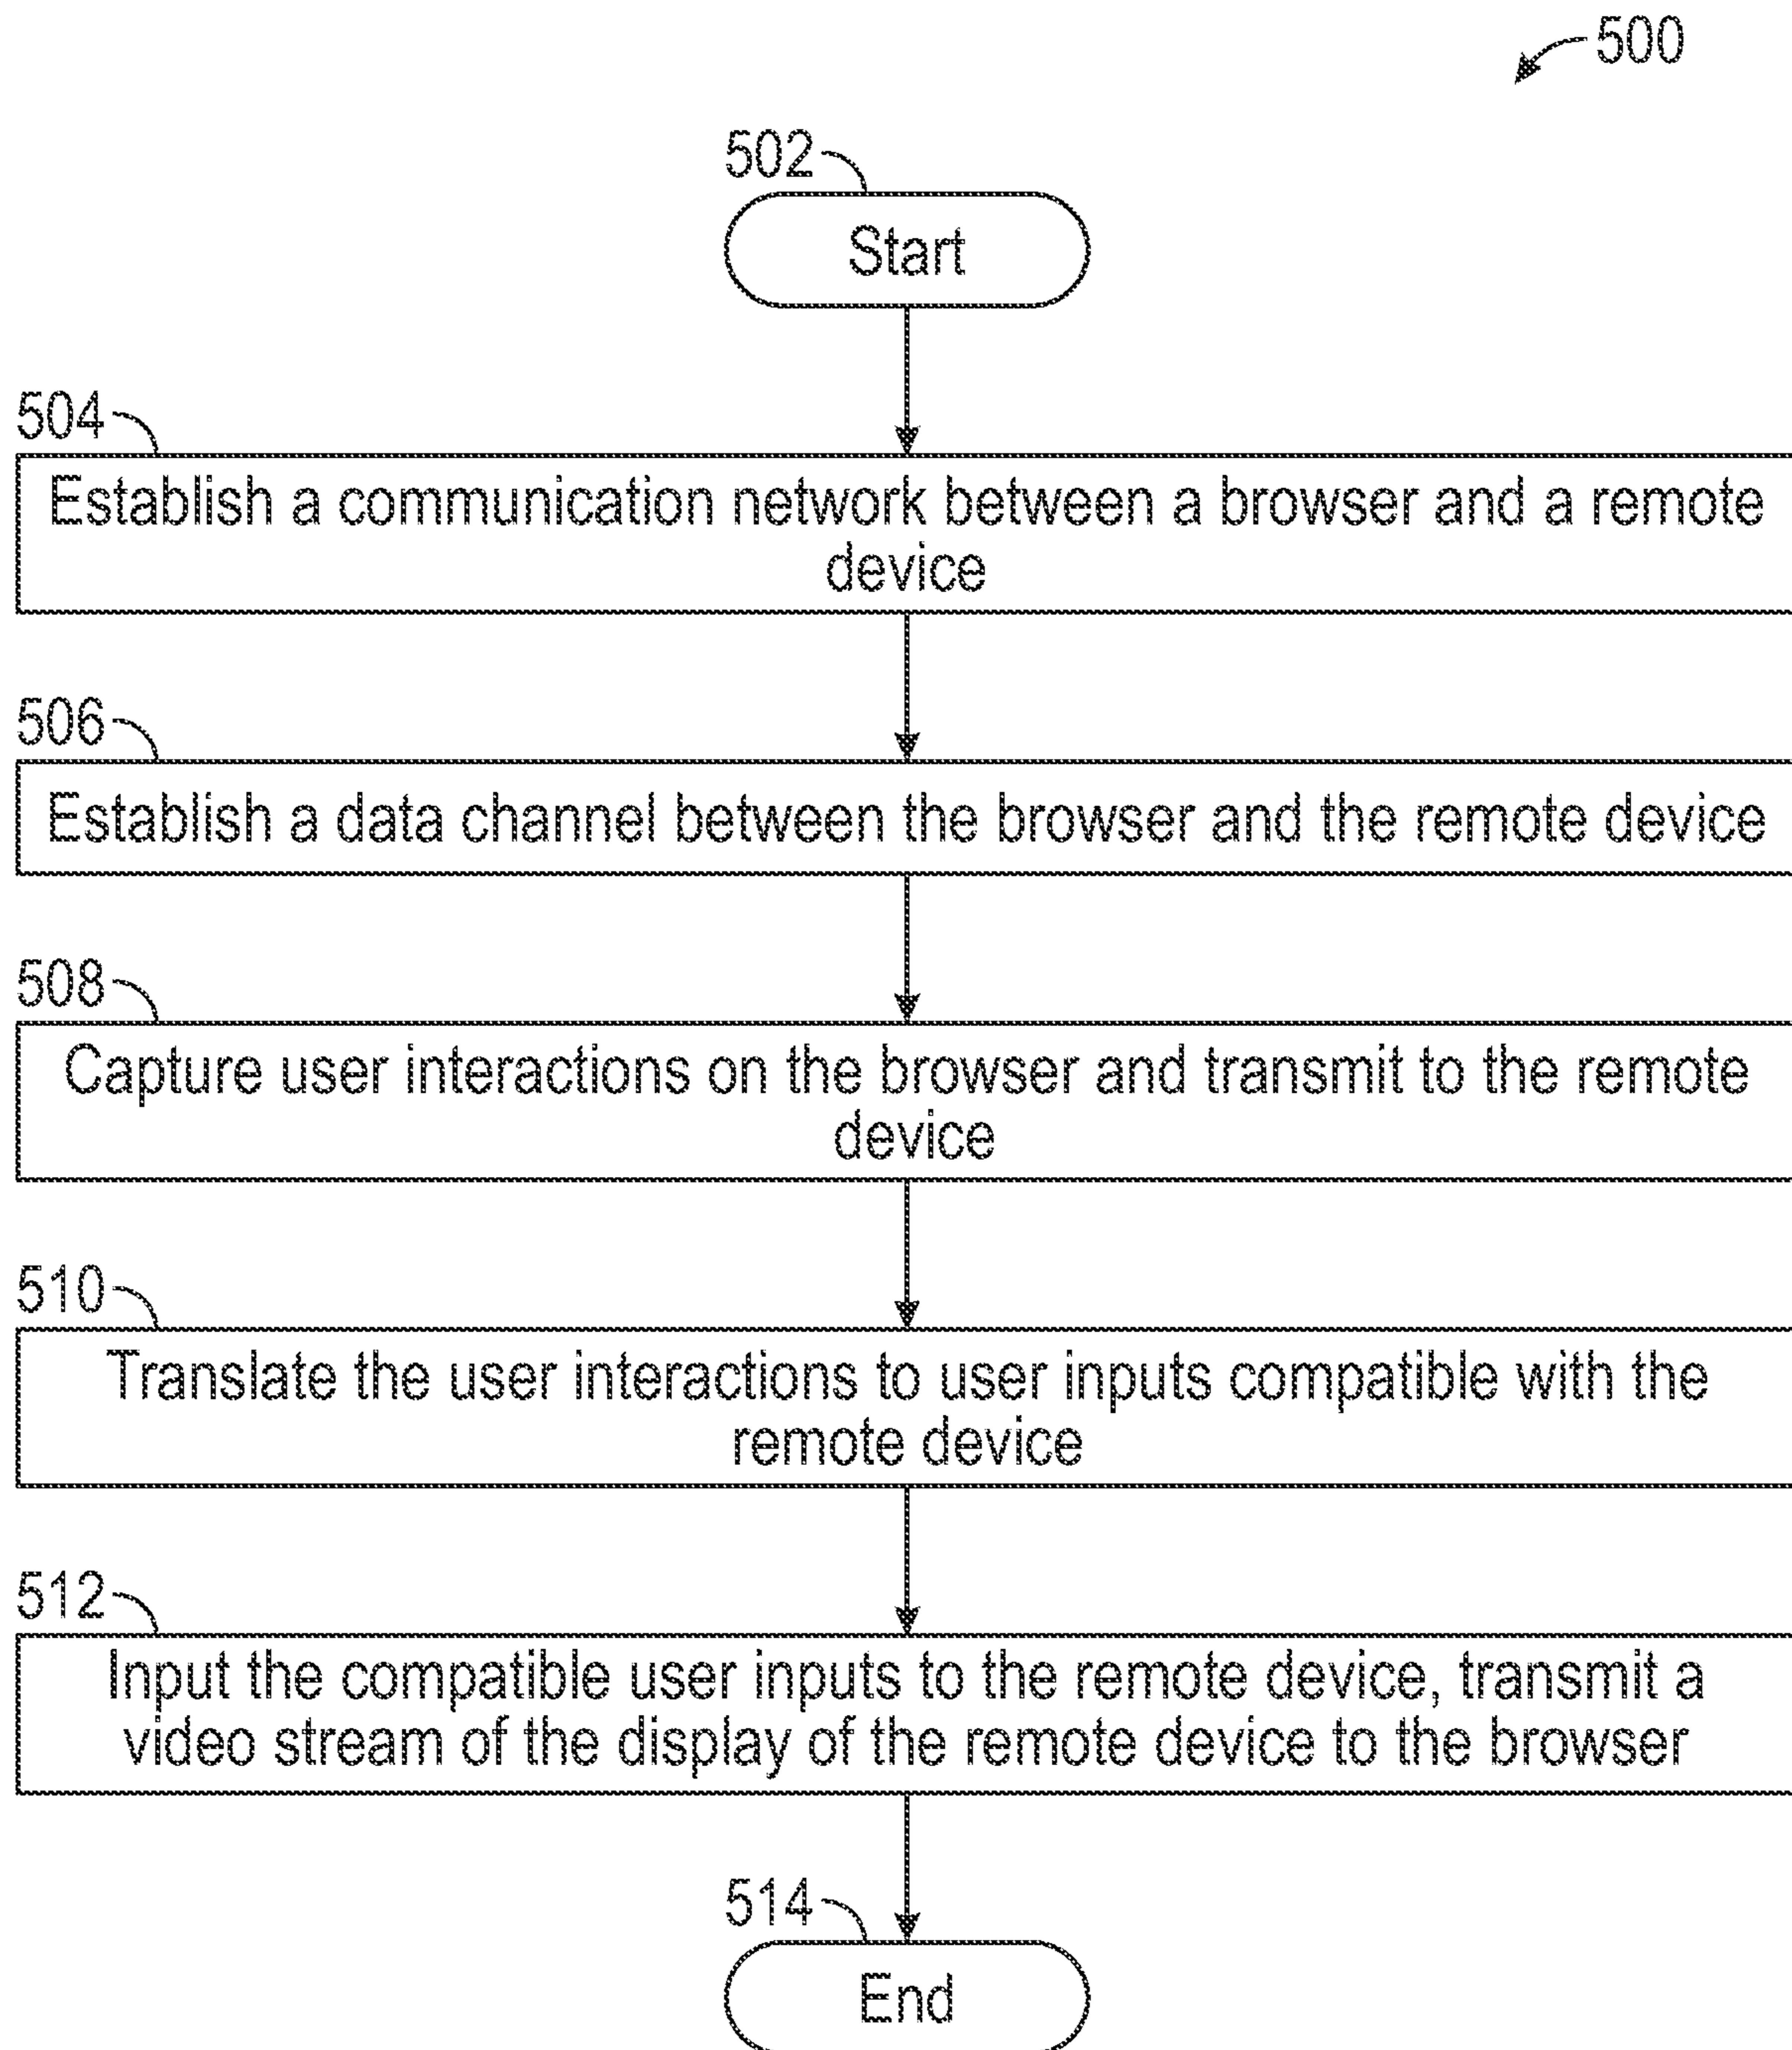 500
502
Start
504
Establish a communication network between a browser and a remote
device
506
Establish a data channel between the browser and the remote device
508
Capture user interactions on the browser and transmit to the remote
device
510
Translate the user interactions to user inputs compatible with the
remote device
512
Input the compatible user inputs to the remote device, transmit a
video stream of the display of the remote device to the browser
514
End